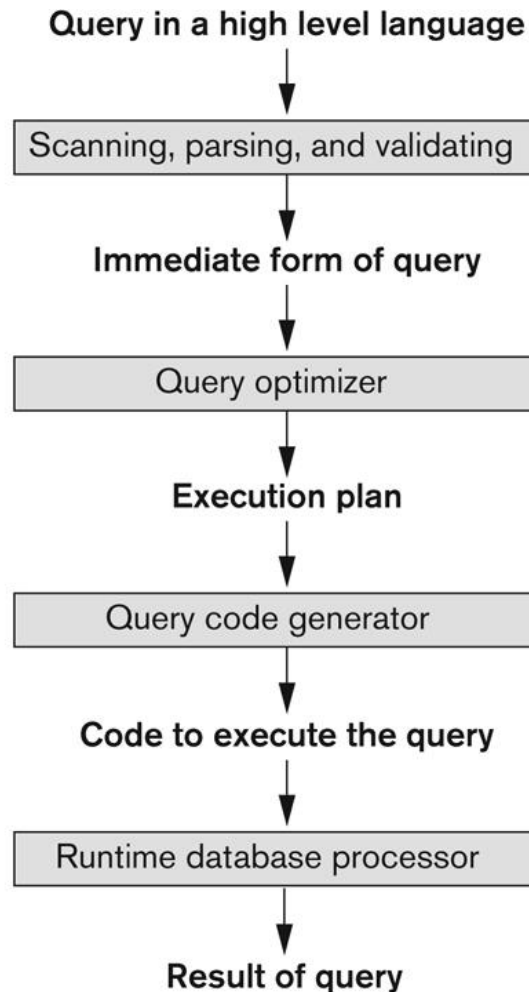 Query in a high level language
Scanning, parsing, and validating
Immediate form of query
Query optimizer
Execution plan
Query code generator
Code to execute the query
Runtime database processor
Result of query